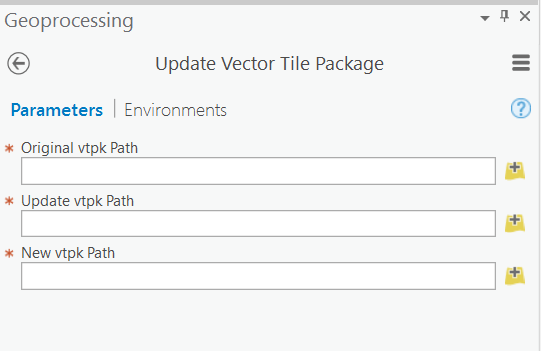 Geoprocessing
Update Vector Tile Package
Parameters | Environments
?
* Original vtpk Path
* Update vtpk Path
* New vtpk Path